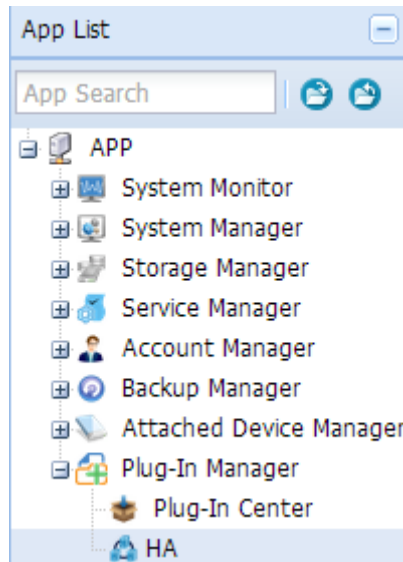 App List
App Search
APP
System Monitor
System Manager
Storage Manager
Service Manager
Account Manager
Backup Manager
Attached Device Manager
Plug-In Manager
Plug-In Center
HA